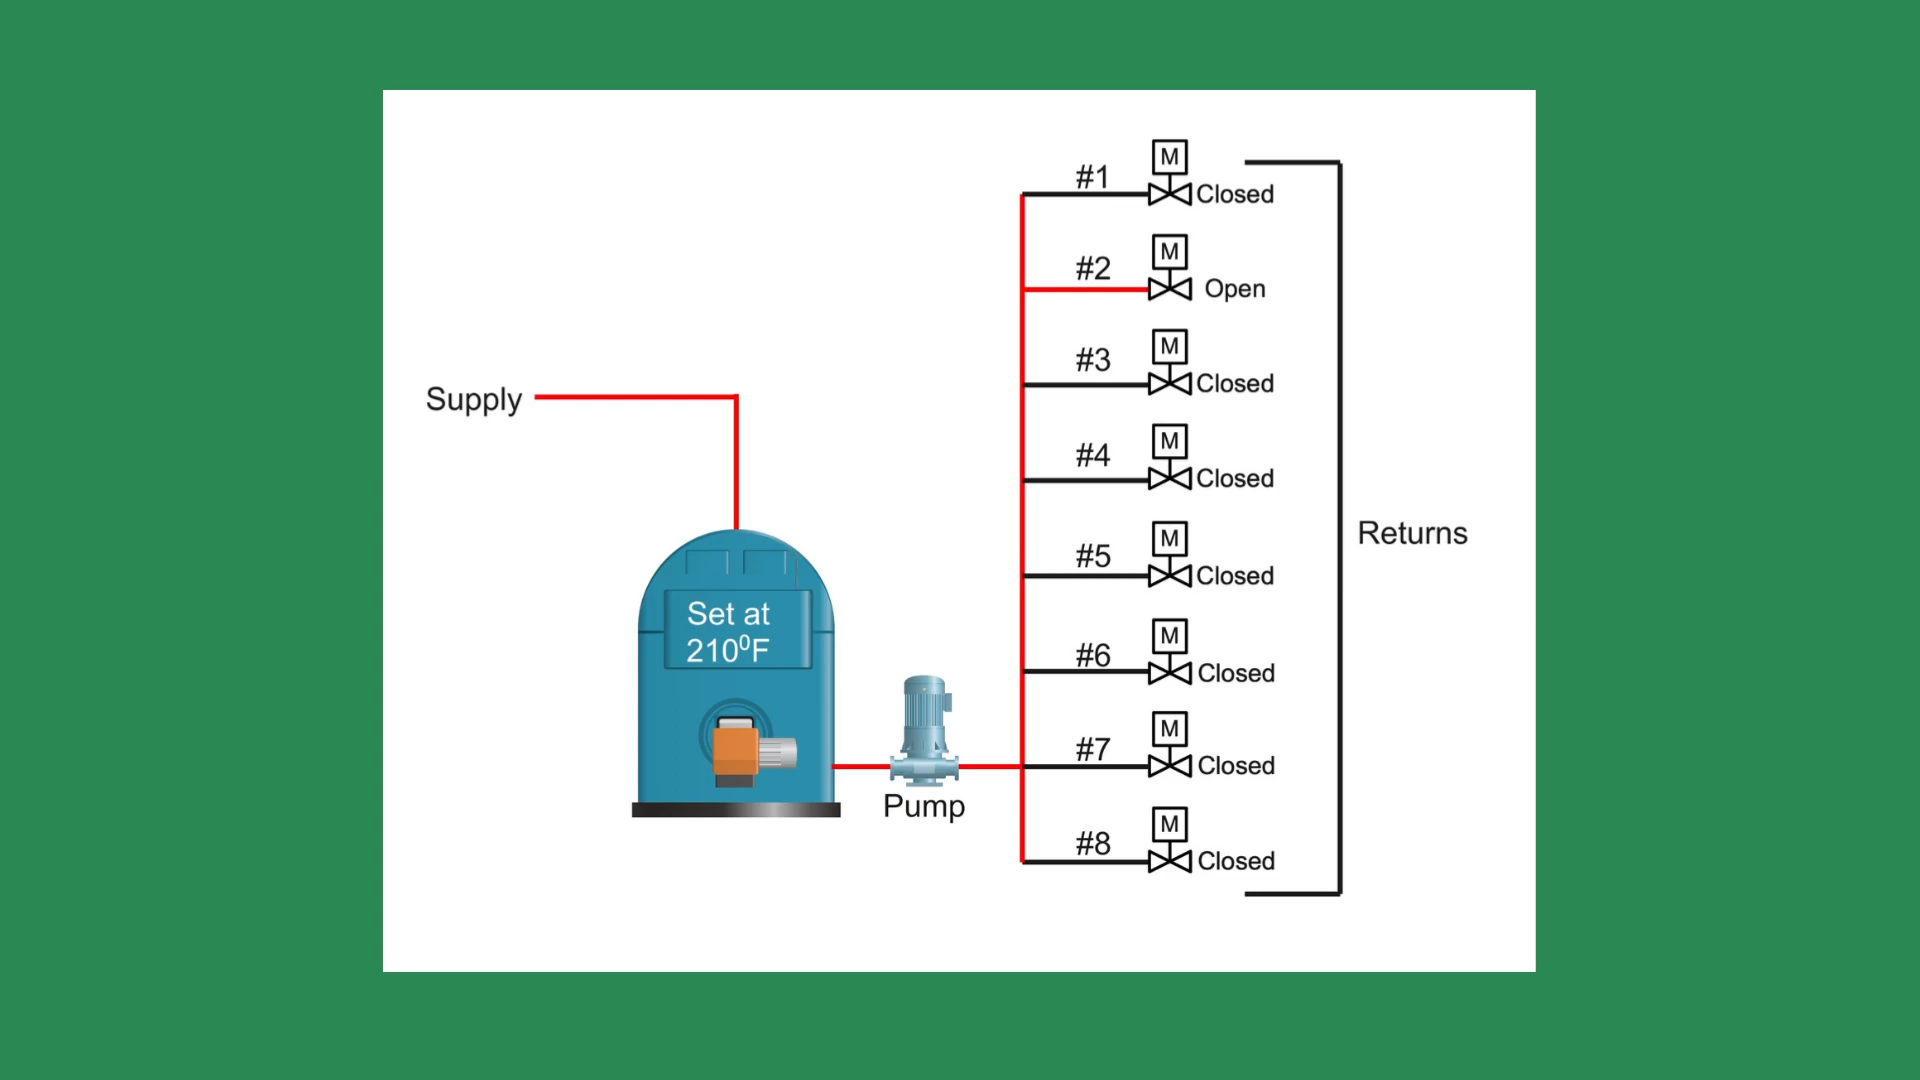 #1
M
Closed
#2
M
Open
#3
M
Closed
Supply
#4
M
Closed
#5
M
Closed
Returns
Set at
210⁰F
#6
M
Closed
#7
M
Closed
Pump
#8
M
Closed